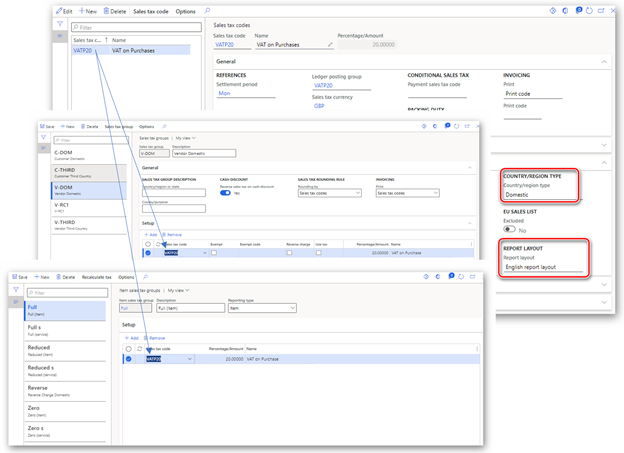 Edit New Delete Sales tax code Options
Filter
Sales tax c... Name
VATP20 VAT on Purchases
Sales tax codes
Sales tax code Name Percentage/Amount
VATP20 VAT on Purchases 20.00000
General
REFERENCES
Settlement period
Mon
Ledger posting group
VATP20
Sales tax currency
GBP
CONDITIONAL SALES TAX
Payment sales tax code
PACKING DUTY
INVOICING
Print
Print code
Print code
COUNTRY/REGION TYPE
Country/region type
Domestic
EU SALES LIST
Excluded
No
REPORT LAYOUT
Report layout
English report layout
Save New Delete Sales tax group Options
Filter
C-DOM
Customer Domestic
C-THIRD
Customer Third Country
V-DOM
Vendor Domestic
V-RC1
V-RC1
V-THIRD
Vendor Third Country
Sales tax groups My view
Sales tax group Description
V-DOM Vendor Domestic
General
SALES TAX GROUP DESCRIPTION
Country/region or state
County/purpose
CASH DISCOUNT
Reverse sales tax on cash discount
Yes
SALES TAX ROUNDING RULE
Rounding by
Sales tax codes
INVOICING
Print
Sales tax codes
Setup
Add Remove
Sales tax code Exempt Exempt code Reverse charge Use tax Percentage/Amount Name
VATP20 20.00000 VAT on Purchase
Save New Delete Recalculate tax Options
Filter
Full
Full (item)
Full s
Full (service)
Reduced
Reduced (item)
Reduced s
Reduced (service)
Reverse
Reverse Charge Domestic
Zero
Zero (item)
Zero s
Zero (service)
Item sales tax groups My view
Item sales tax group Description Reporting type
Full Full (item) Item
Setup
Add Remove
Sales tax code Percentage/Amount Name
VATP20 20.00000 VAT on Purchase